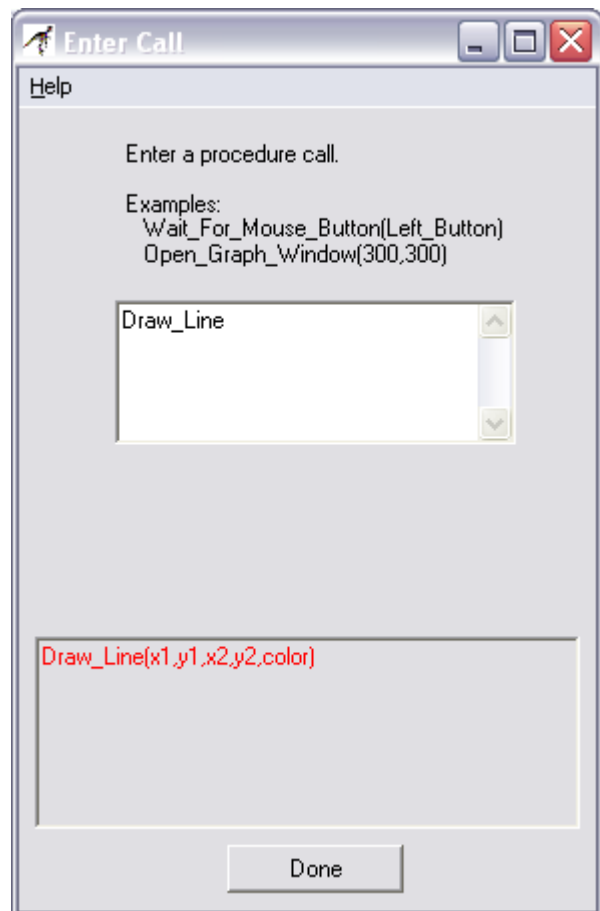 Enter Call
Help
Enter a procedure call.
Examples:
Wait_For_Mouse_Button(Left_Button)
Open_Graph_Window(300,300)
Draw_Line
Draw_Line(x1,y1,x2,y2,color)
Done